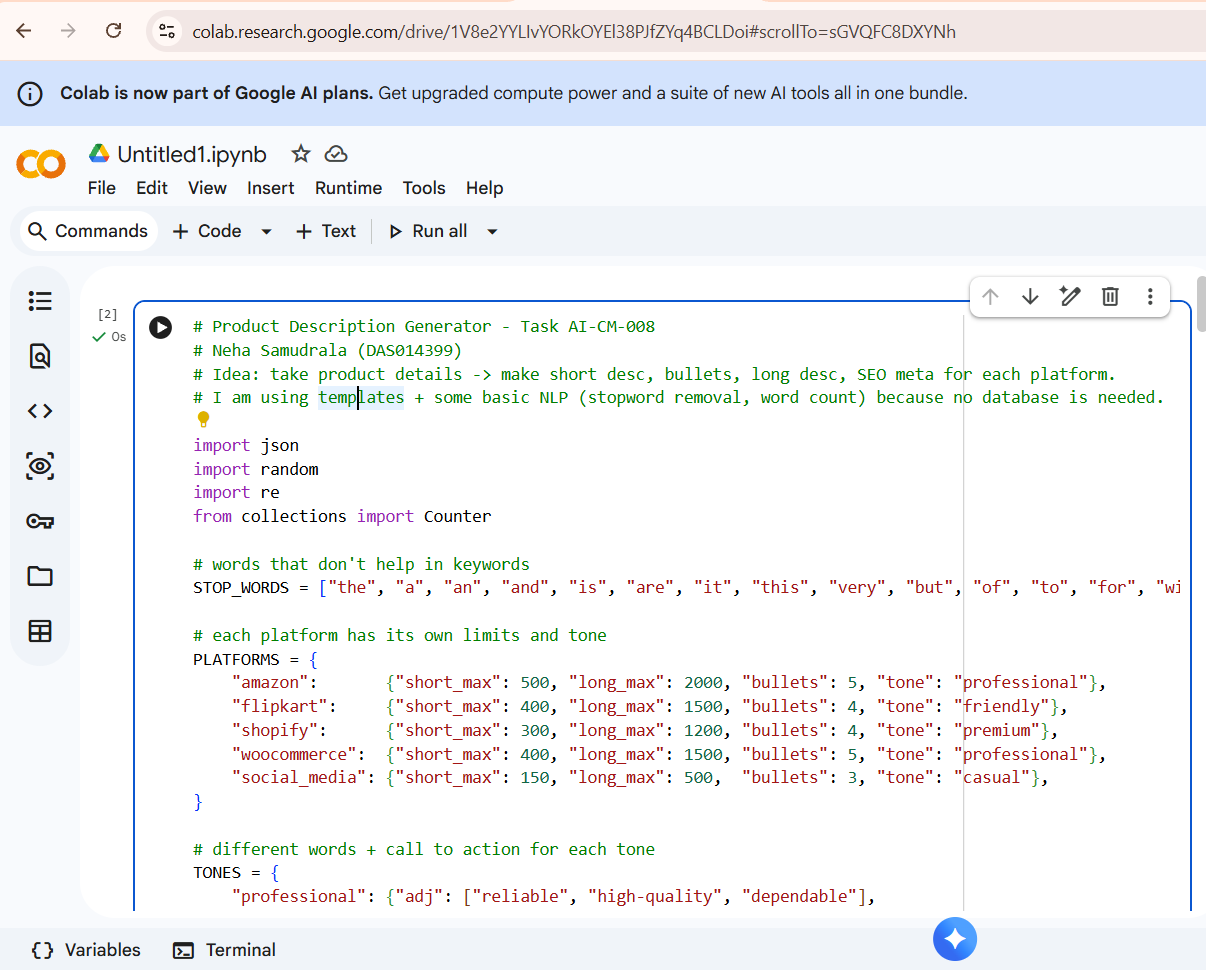 colab.research.google.com/drive/1V8e2YYLIvYORkOYEl38PJfZYq4BCLDoi#scrollTo=sGVQFC8DXYNh
Colab is now part of Google AI plans. Get upgraded compute power and a suite of new AI tools all in one bundle.
Untitled1.ipynb
File Edit View Insert Runtime Tools Help
Commands + Code + Text Run all
[2]
0s
# Product Description Generator - Task AI-CM-008
# Neha Samudrala (DAS014399)
# Idea: take product details -> make short desc, bullets, long desc, SEO meta for each platform.
# I am using templates + some basic NLP (stopword removal, word count) because no database is needed.
import json
import random
import re
from collections import Counter
# words that don't help in keywords
STOP_WORDS = ["the", "a", "an", "and", "is", "are", "it", "this", "very", "but", "of", "to", "for", "wi
# each platform has its own limits and tone
PLATFORMS = {
    "amazon":       {"short_max": 500, "long_max": 2000, "bullets": 5, "tone": "professional"},
    "flipkart":     {"short_max": 400, "long_max": 1500, "bullets": 4, "tone": "friendly"},
    "shopify":      {"short_max": 300, "long_max": 1200, "bullets": 4, "tone": "premium"},
    "woocommerce":  {"short_max": 400, "long_max": 1500, "bullets": 5, "tone": "professional"},
    "social_media": {"short_max": 150, "long_max": 500,  "bullets": 3, "tone": "casual"},
}
# different words + call to action for each tone
TONES = {
    "professional": {"adj": ["reliable", "high-quality", "dependable"],
Variables Terminal